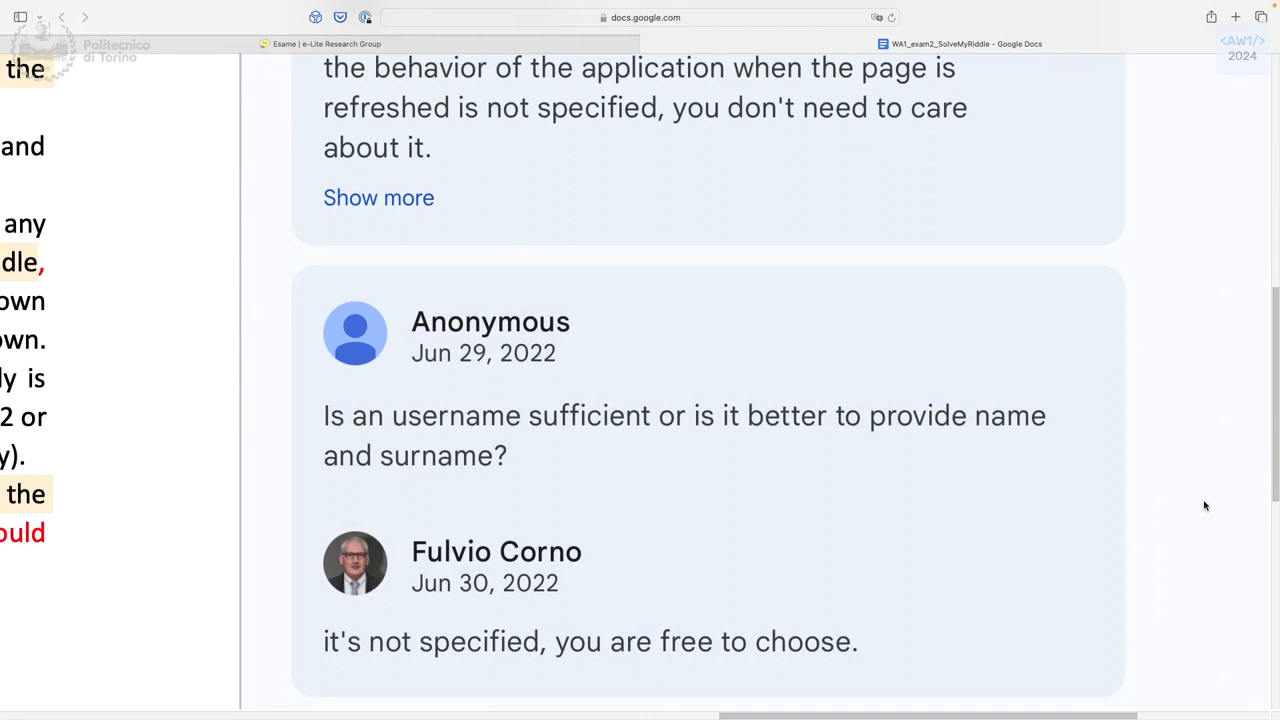 docs.google.com
Politecnico
di Torino
Esame | e-Lite Research Group
WA1_exam2_SolveMyRiddle - Google Docs
<AW1/>
2024
the
and
any
dle,
own
own.
ly is
2 or
y).
the
ould
the behavior of the application when the page is
refreshed is not specified, you don't need to care
about it.
Show more
Anonymous
Jun 29, 2022
Is an username sufficient or is it better to provide name
and surname?
Fulvio Corno
Jun 30, 2022
it's not specified, you are free to choose.